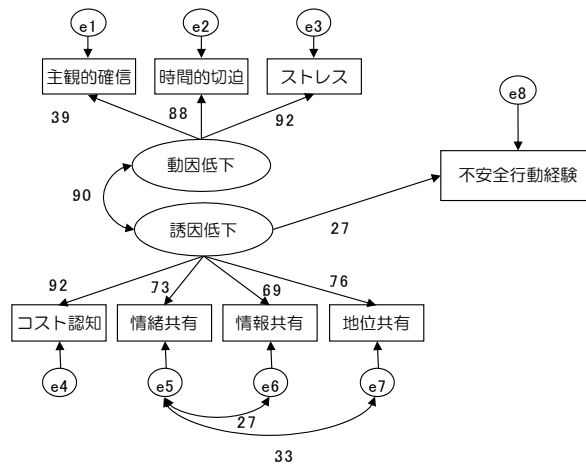 e1
e2
e3
主観的確信
時間的切迫
ストレス
e8
39
88
92
動因低下
不安全行動経験
90
誘因低下
27
92
73
69
76
コスト認知
情緒共有
情報共有
地位共有
e4
e5
e6
e7
27
33